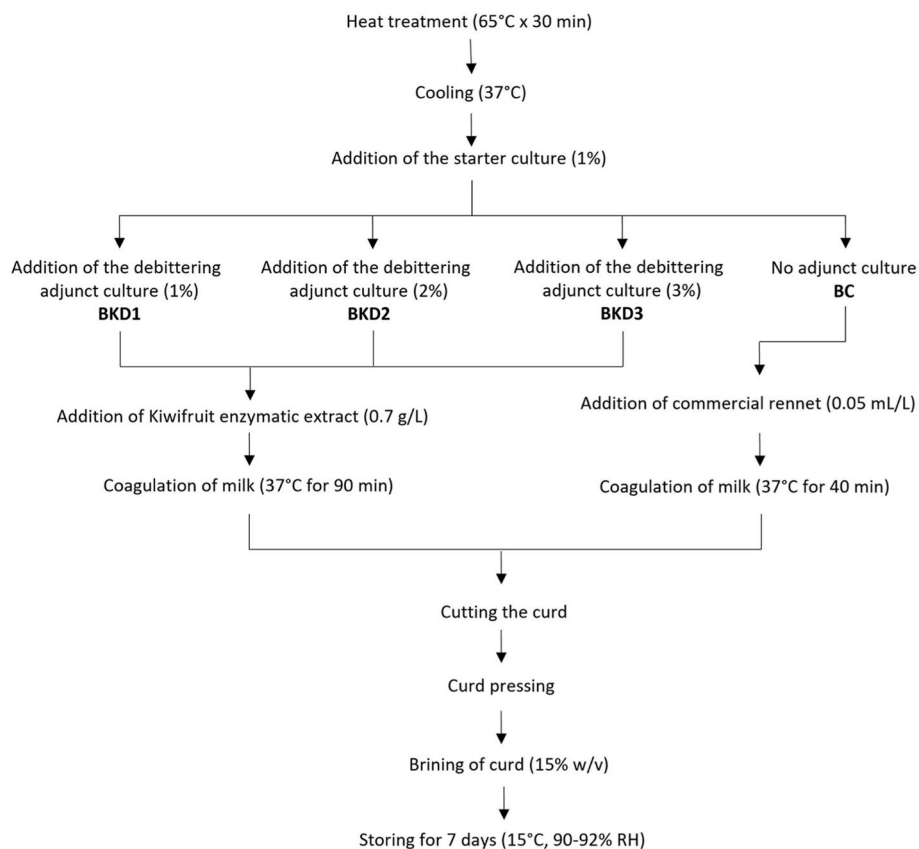 Heat treatment (65°C x 30 min)
Cooling (37°C)
Addition of the starter culture (1%)
Addition of the debittering
adjunct culture (1%)
BKD1
Addition of the debittering
adjunct culture (2%)
BKD2
Addition of the debittering
adjunct culture (3%)
BKD3
No adjunct culture
BC
Addition of Kiwifruit enzymatic extract (0.7 g/L)
Addition of commercial rennet (0.05 mL/L)
Coagulation of milk (37°C for 90 min)
Coagulation of milk (37°C for 40 min)
Cutting the curd
Curd pressing
Brining of curd (15% w/v)
Storing for 7 days (15°C, 90-92% RH)